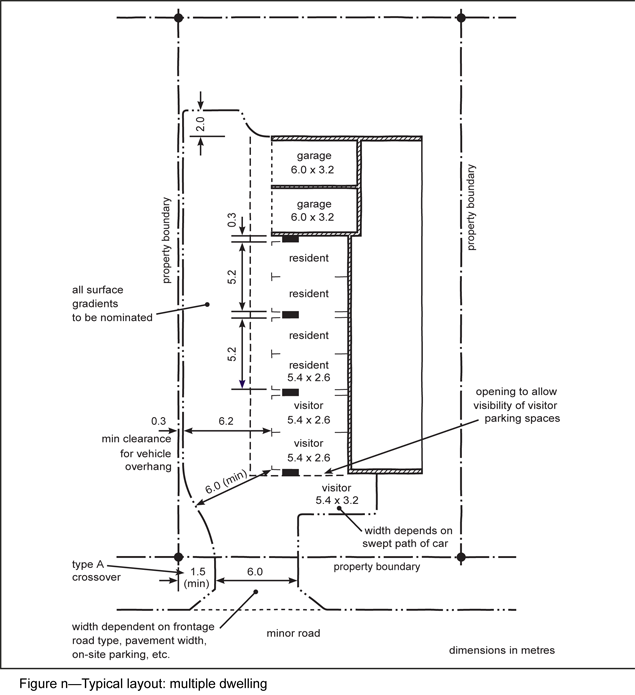 2.0
garage
6.0 x 3.2
garage
6.0 x 3.2
property boundary
property boundary
0.3
resident
5.2
resident
all surface
gradients
to be nominated
resident
5.2
resident
5.4 x 2.6
opening to allow
visibility of visitor
parking spaces
visitor
5.4 x 2.6
0.3
6.2
min clearance
for vehicle
overhang
visitor
5.4 x 2.6
6.0 (min)
visitor
5.4 x 3.2
width depends on
swept path of car
type A
crossover
1.5
(min)
6.0
property boundary
width dependent on frontage
road type, pavement width,
on-site parking, etc.
minor road
dimensions in metres
Figure n—Typical layout: multiple dwelling